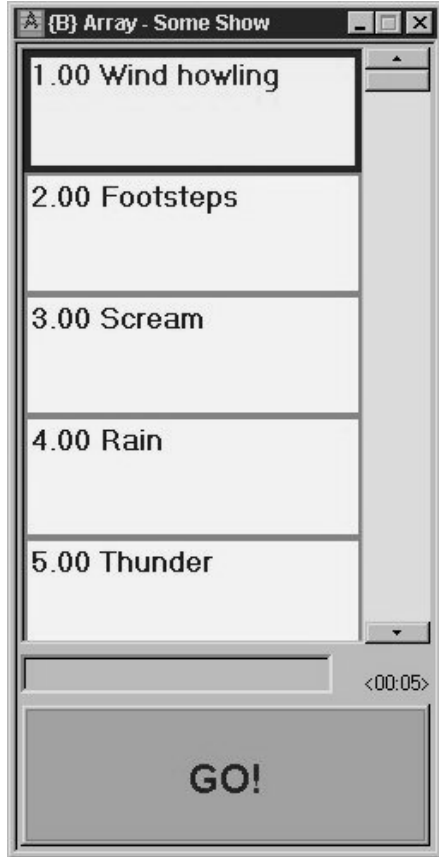 {B} Array - Some Show
1.00 Wind howling
2.00 Footsteps
3.00 Scream
4.00 Rain
5.00 Thunder
<00:05>
GO!